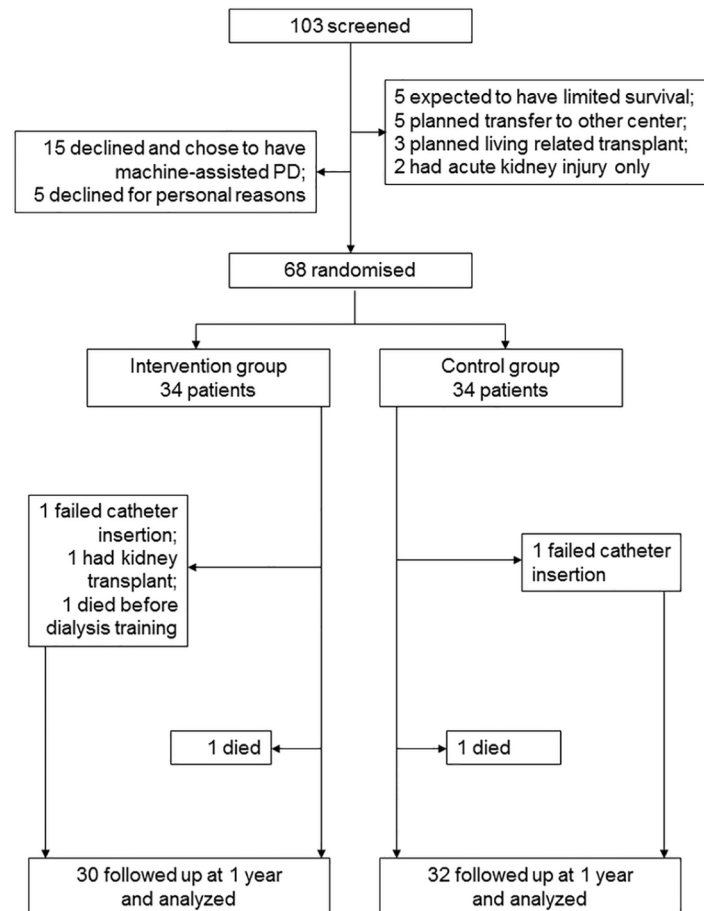 103 screened
5 expected to have limited survival;
5 planned transfer to other center;
3 planned living related transplant;
2 had acute kidney injury only
15 declined and chose to have
machine-assisted PD;
5 declined for personal reasons
68 randomised
Intervention group
34 patients
Control group
34 patients
1 failed catheter
insertion;
1 had kidney
transplant;
1 died before
dialysis training
1 failed catheter
insertion
1 died
1 died
30 followed up at 1 year
and analyzed
32 followed up at 1 year
and analyzed